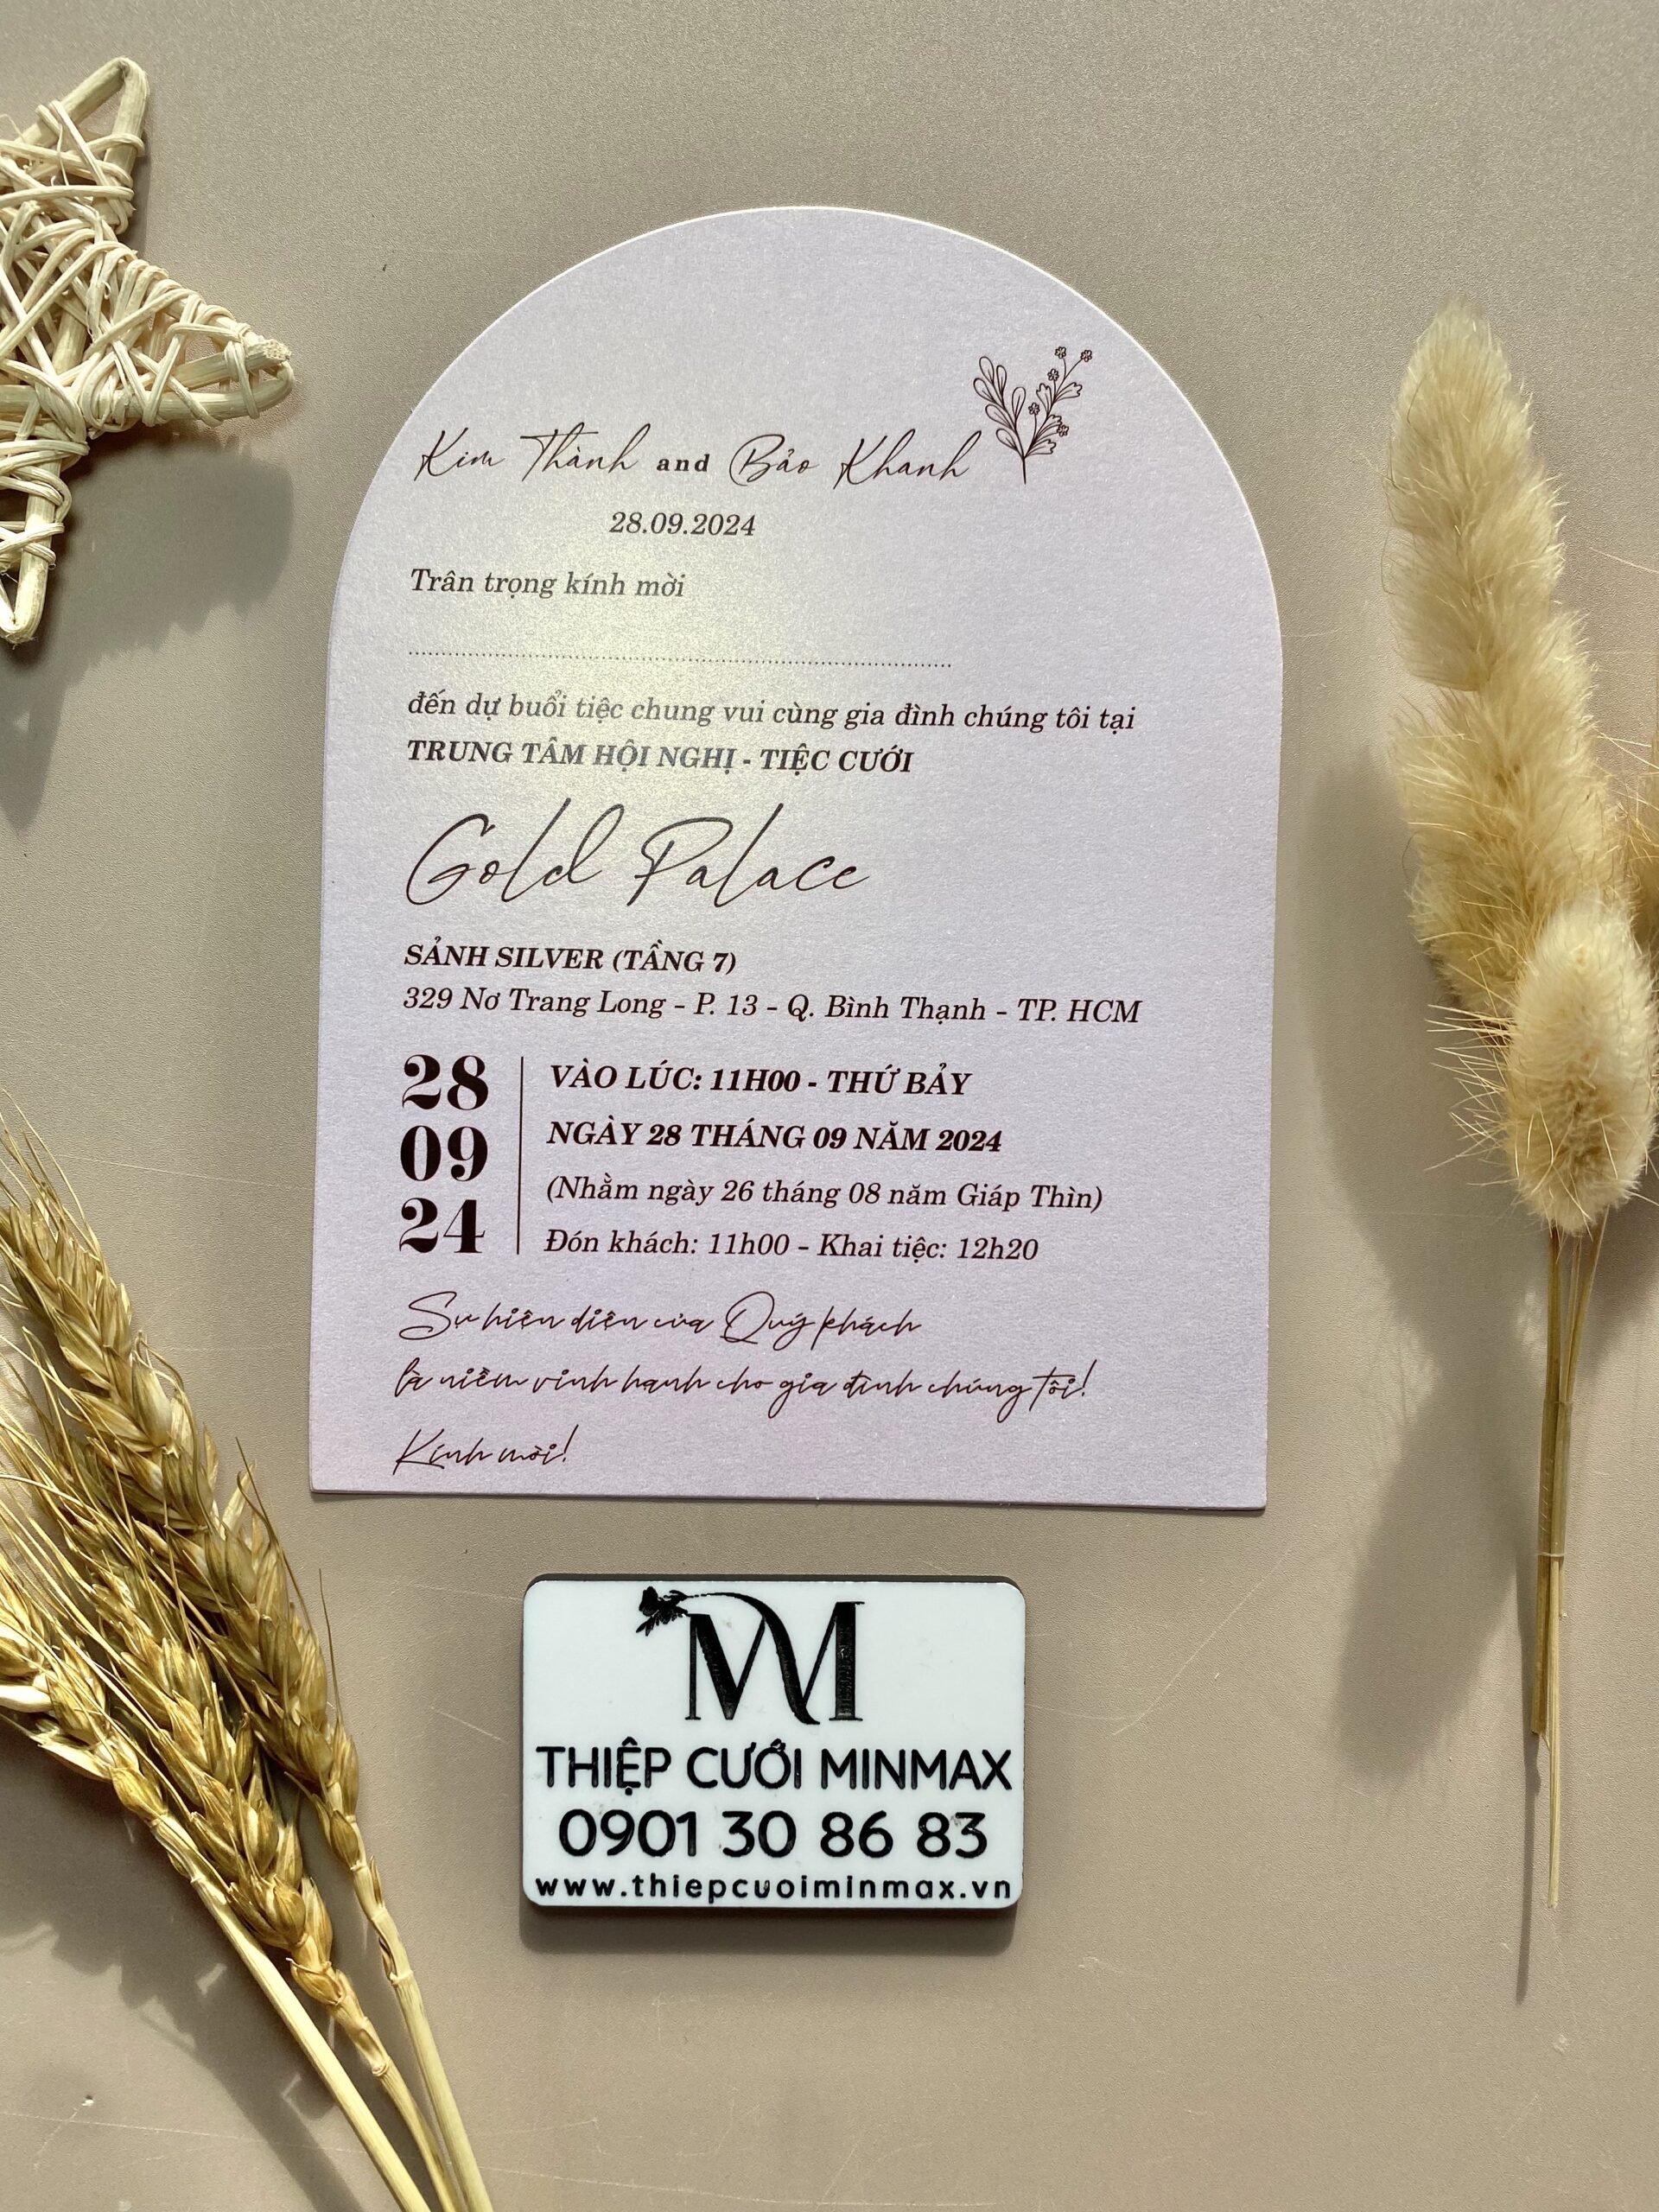 Kim Thành and Bảo Khanh
28.09.2024
Trân trọng kính mời
đến dự buổi tiệc chung vui cùng gia đình chúng tôi tại
TRUNG TÂM HỘI NGHỊ - TIỆC CƯỚI
Gold Palace
SẢNH SILVER (TẦNG 7)
329 Nơ Trang Long - P. 13 - Q. Bình Thạnh - TP. HCM
28
09
24
VÀO LÚC: 11H00 - THỨ BẢY
NGÀY 28 THÁNG 09 NĂM 2024
(Nhằm ngày 26 tháng 08 năm Giáp Thìn)
Đón khách: 11h00 - Khai tiệc: 12h20
Sự hiện diện của Quý khách
là niềm vinh hạnh cho gia đình chúng tôi!
Kính mời!
MM
THIỆP CƯỚI MINMAX
0901 30 86 83
www.thiepcuoiminmax.vn